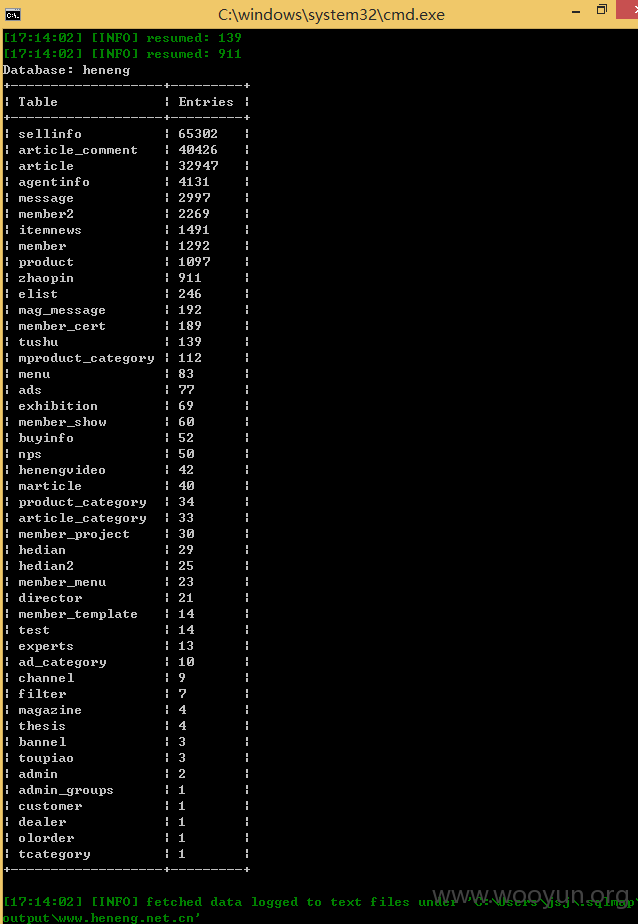 C:\windows\system32\cmd.exe
[17:14:02] [INFO] resumed: 139
[17:14:02] [INFO] resumed: 911
Database: heneng
+-------------------+---------+
| Table | Entries |
+-------------------+---------+
| sellinfo | 65302 |
| article_comment | 40426 |
| article | 32947 |
| agentinfo | 4131 |
| message | 2997 |
| member2 | 2269 |
| itemnews | 1491 |
| member | 1292 |
| product | 1097 |
| zhaopin | 911 |
| elist | 246 |
| mag_message | 192 |
| member_cert | 189 |
| tushu | 139 |
| mproduct_category | 112 |
| menu | 83 |
| ads | 77 |
| exhibition | 69 |
| member_show | 60 |
| buyinfo | 52 |
| nps | 50 |
| henengvideo | 42 |
| marticle | 40 |
| product_category | 34 |
| article_category | 33 |
| member_project | 30 |
| hedian | 29 |
| hedian2 | 25 |
| member_menu | 23 |
| director | 21 |
| member_template | 14 |
| test | 14 |
| experts | 13 |
| ad_category | 10 |
| channel | 9 |
| filter | 7 |
| magazine | 4 |
| thesis | 4 |
| bannel | 3 |
| toupiao | 3 |
| admin | 2 |
| admin_groups | 1 |
| customer | 1 |
| dealer | 1 |
| olorder | 1 |
| tcategory | 1 |
+-------------------+---------+
[17:14:02] [INFO] fetched data logged to text files under 'C:\Users\jsj\.sqlmap\
output\www.heneng.net.cn'
www.wooyun.org